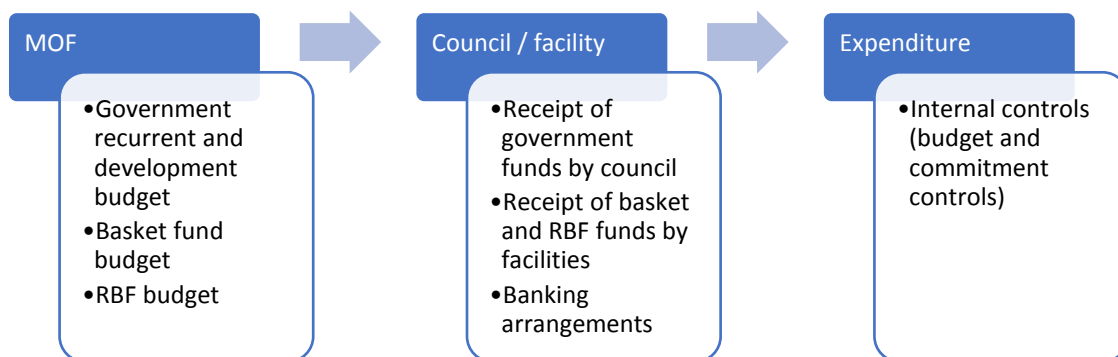 MOF
•Government
recurrent and
development
budget
•Basket fund
budget
•RBF budget
Council / facility
•Receipt of
government
funds by council
•Receipt of basket
and RBF funds by
facilities
•Banking
arrangements
Expenditure
•Internal controls
(budget and
commitment
controls)